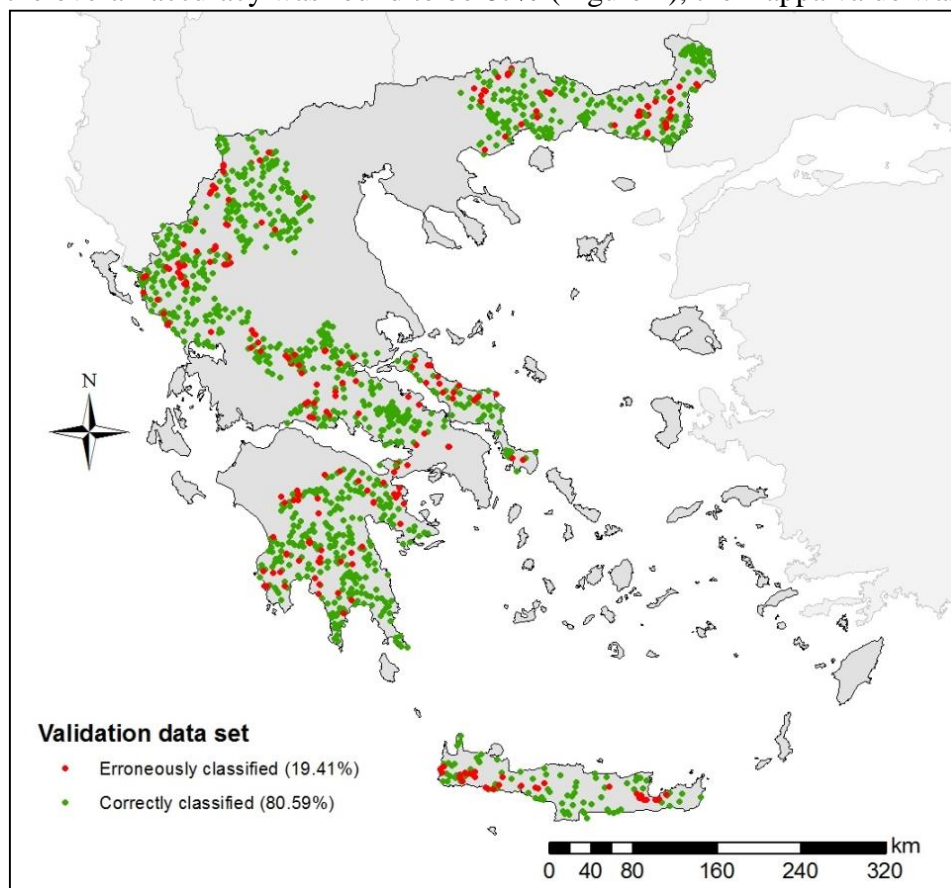 N
Validation data set
Erroneously classified (19.41%)
Correctly classified (80.59%)
km
0 40 80 160 240 320